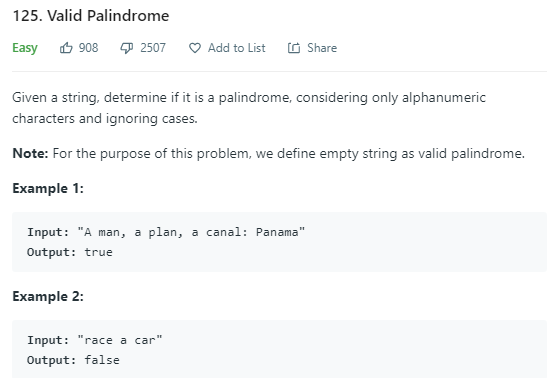 125. Valid Palindrome
Easy 908 2507 Add to List Share
Given a string, determine if it is a palindrome, considering only alphanumeric
characters and ignoring cases.
Note: For the purpose of this problem, we define empty string as valid palindrome.
Example 1:
Input: "A man, a plan, a canal: Panama"
Output: true
Example 2:
Input: "race a car"
Output: false